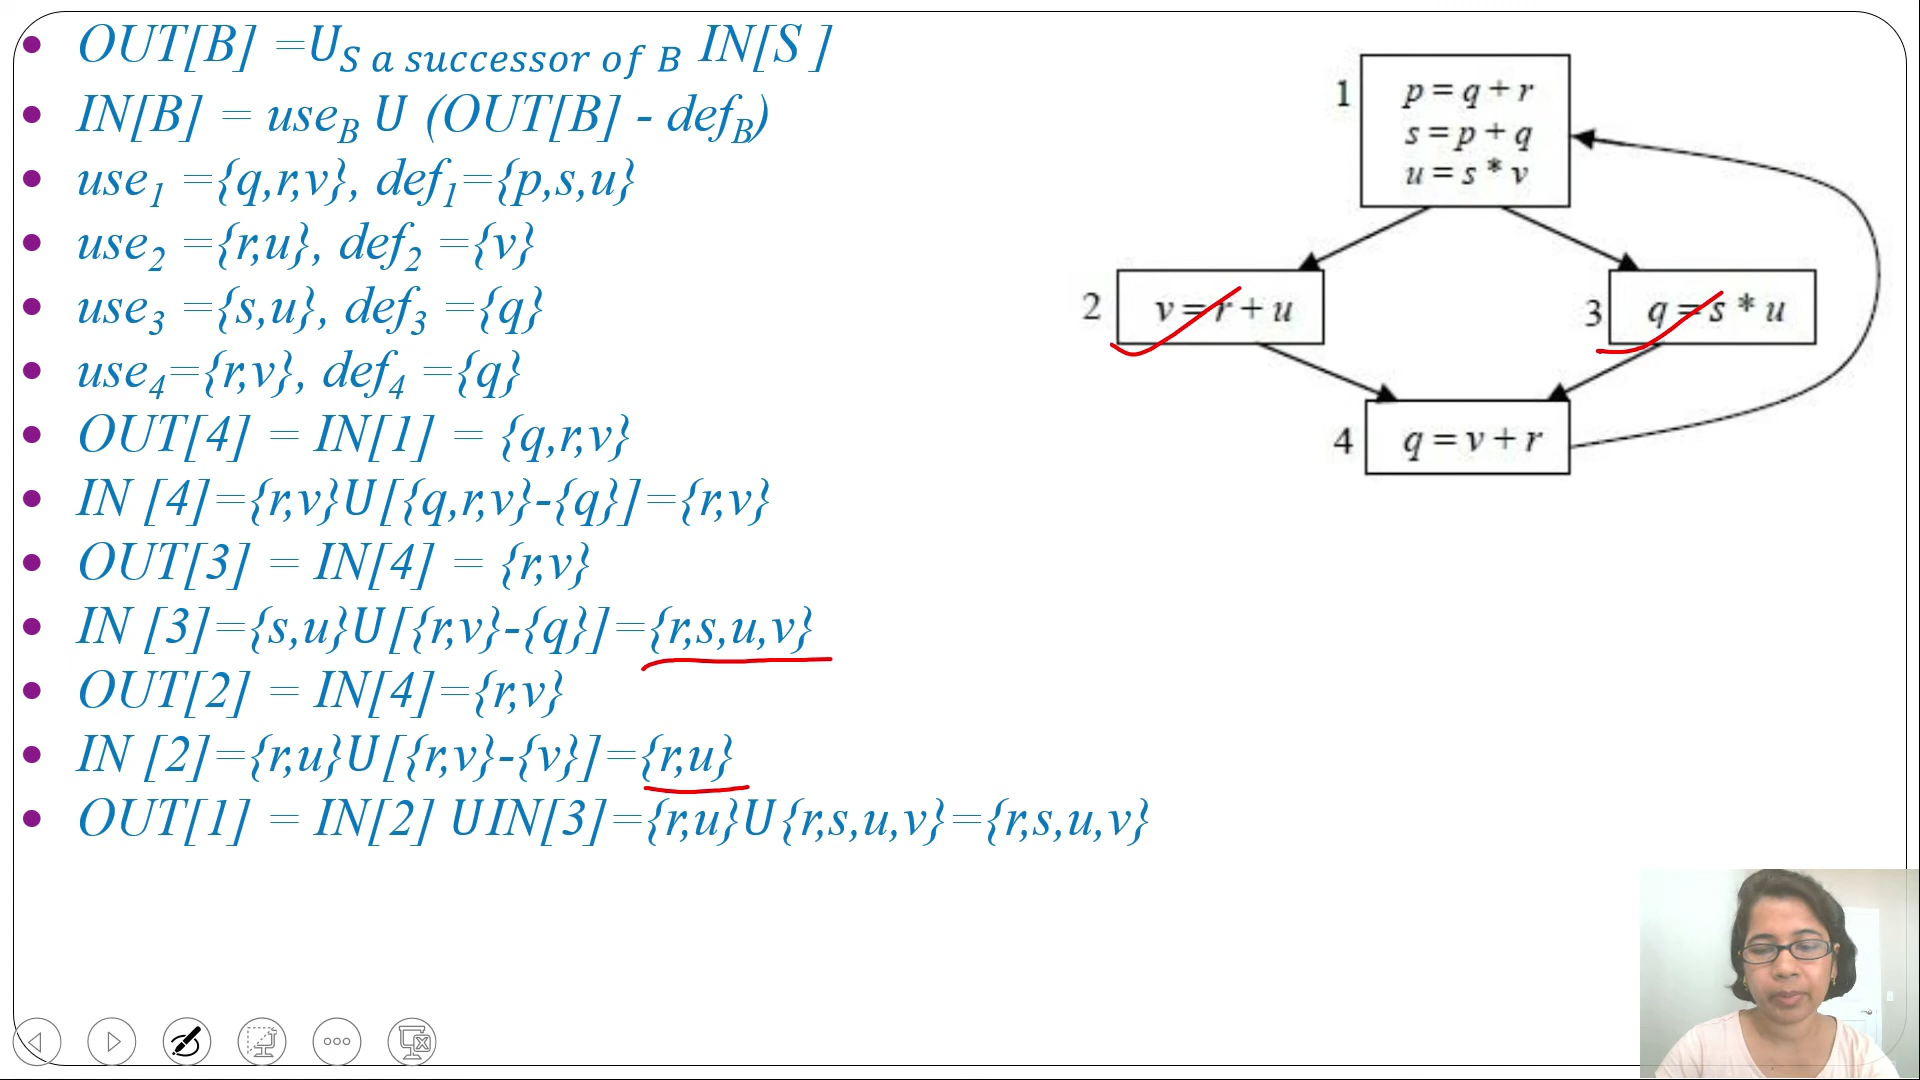 OUT[B] =U_S a successor of B IN[S ]
IN[B] = use_B U (OUT[B] - def_B)
use_1 ={q,r,v}, def_1={p,s,u}
use_2 ={r,u}, def_2 ={v}
use_3 ={s,u}, def_3 ={q}
use_4={r,v}, def_4 ={q}
OUT[4] = IN[1] = {q,r,v}
IN [4]={r,v}U[{q,r,v}-{q}]={r,v}
OUT[3] = IN[4] = {r,v}
IN [3]={s,u}U[{r,v}-{q}]={r,s,u,v}
OUT[2] = IN[4]={r,v}
IN [2]={r,u}U[{r,v}-{v}]={r,u}
OUT[1] = IN[2] UIN[3]={r,u}U{r,s,u,v}={r,s,u,v}
1
p = q + r
s = p + q
u = s * v
2
v = r + u
3
q = s * u
4
q = v + r